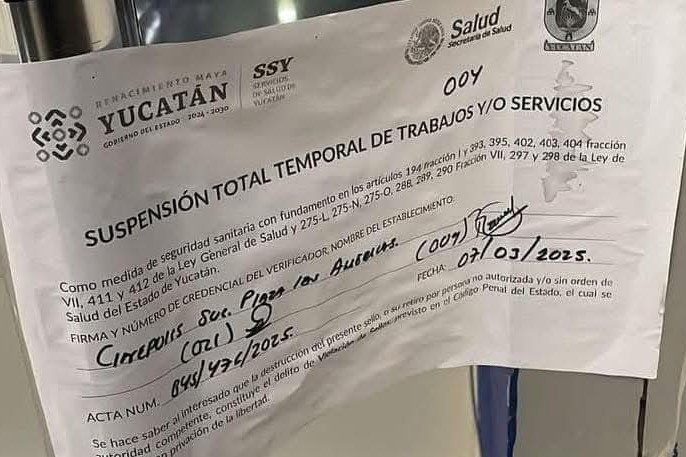 RENACIMIENTO MAYA
YUCATÁN
GOBIERNO DEL ESTADO · 2024 - 2030
SSY
SERVICIOS
DE SALUD DE
YUCATÁN
Salud
Secretaría de Salud
YUCATÁN
004
SUSPENSIÓN TOTAL TEMPORAL DE TRABAJOS Y/O SERVICIOS
Como medida de seguridad sanitaria con fundamento en los artículos 194 fracción I y 393, 395, 402, 403, 404 fracción
VII, 411 y 412 de la Ley General de Salud y 275-L, 275-N, 275-O, 288, 289, 290 Fracción VII, 297 y 298 de la Ley de
Salud del Estado de Yucatán.
FIRMA Y NÚMERO DE CREDENCIAL DEL VERIFICADOR, NOMBRE DEL ESTABLECIMIENTO:
Cinepolis Suc. Plaza las Americas. (009)
(021)
FECHA: 07/03/2025.
ACTA NUM. 845/476/2025.
Se hace saber al interesado que la destrucción del presente sello, o su retiro por persona no autorizada y/o sin orden de
autoridad competente, constituye el delito de Violación de Sellos, previsto en el Código Penal del Estado, el cual se
en privación de la libertad.